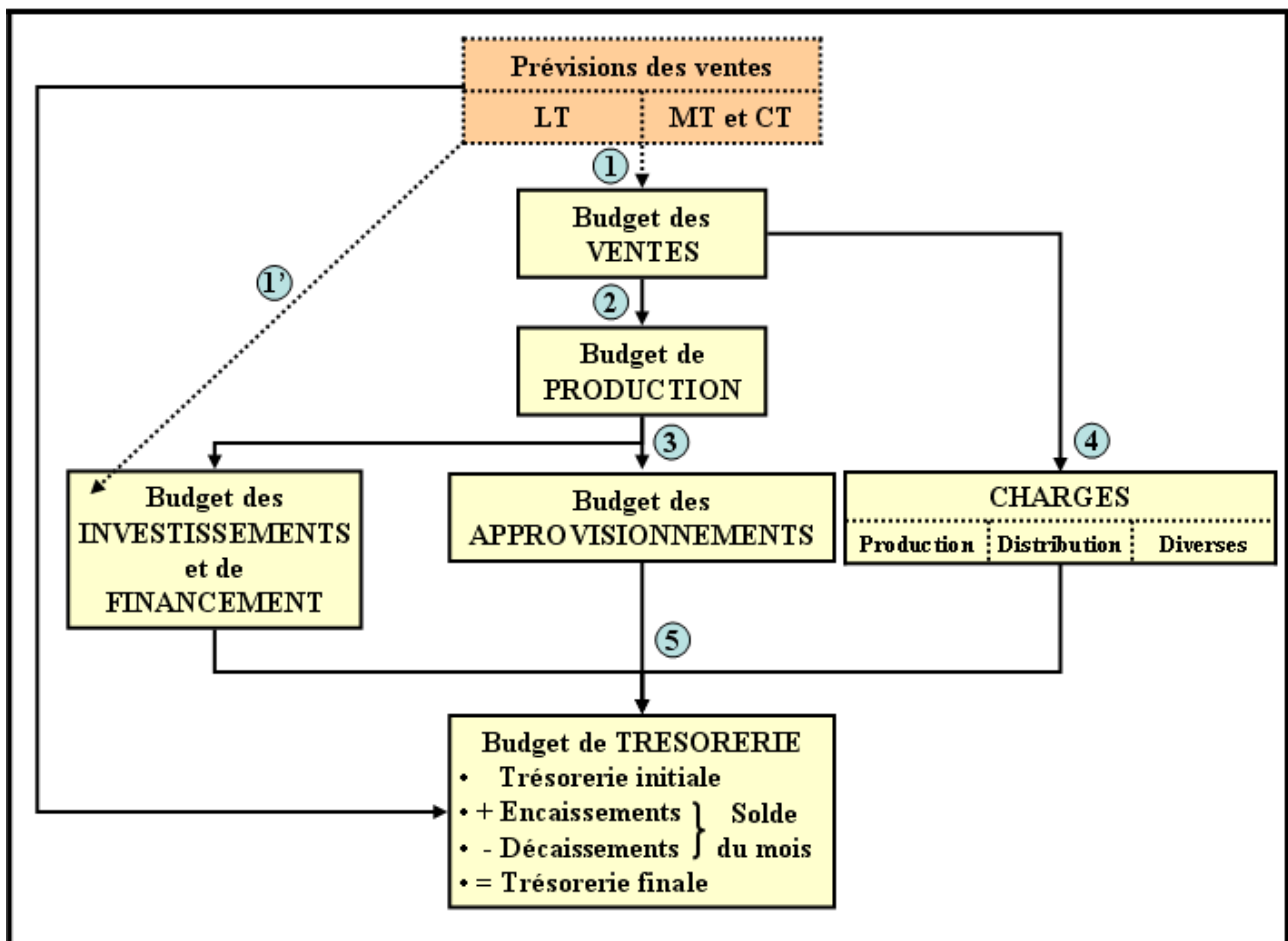 Prévisions des ventes
LT
MT et CT
1
Budget des
VENTES
1’
2
Budget de
PRODUCTION
3
4
Budget des
INVESTISSEMENTS
et de
FINANCEMENT
Budget des
APPROVISIONNEMENTS
CHARGES
Production
Distribution
Diverses
5
Budget de TRESORERIE
• Trésorerie initiale
• + Encaissements
• - Décaissements
} Solde
du mois
• = Trésorerie finale